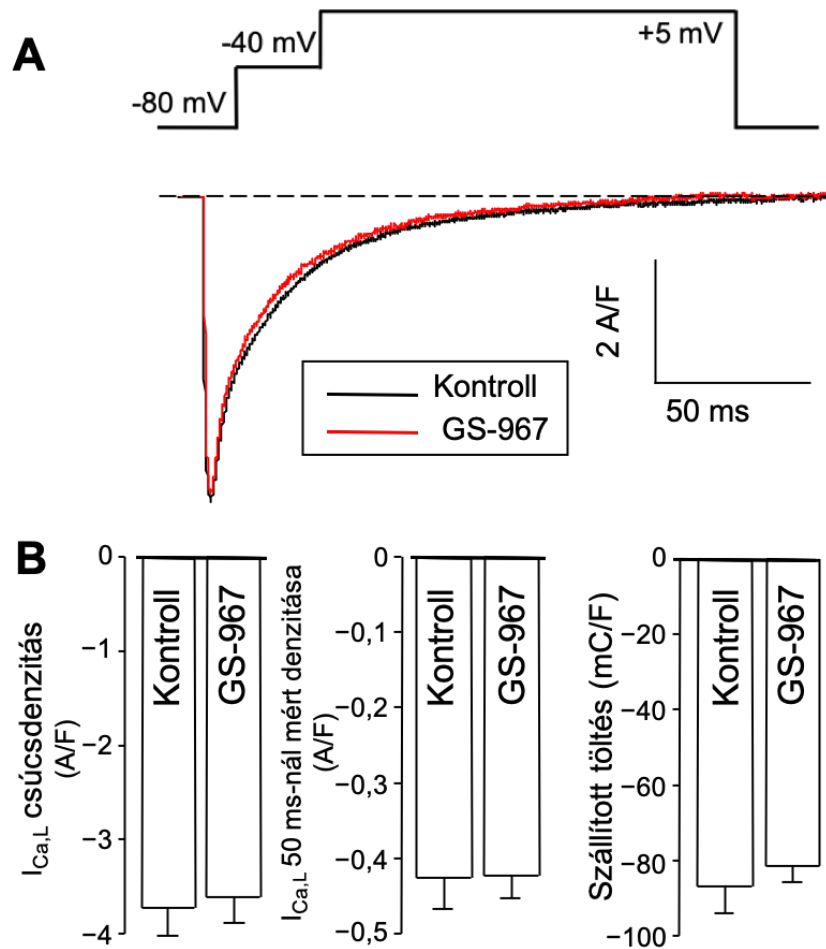 A
-80 mV
-40 mV
+5 mV
2 A/F
50 ms
Kontroll
GS-967
B
I_Ca,L csúcsdenzitás
(A/F)
0
−1
−2
−3
−4
Kontroll
GS-967
I_Ca,L 50 ms-nál mért denzitása
(A/F)
0
−0,1
−0,2
−0,3
−0,4
−0,5
Kontroll
GS-967
Szállított töltés (mC/F)
0
−20
−40
−60
−80
−100
Kontroll
GS-967